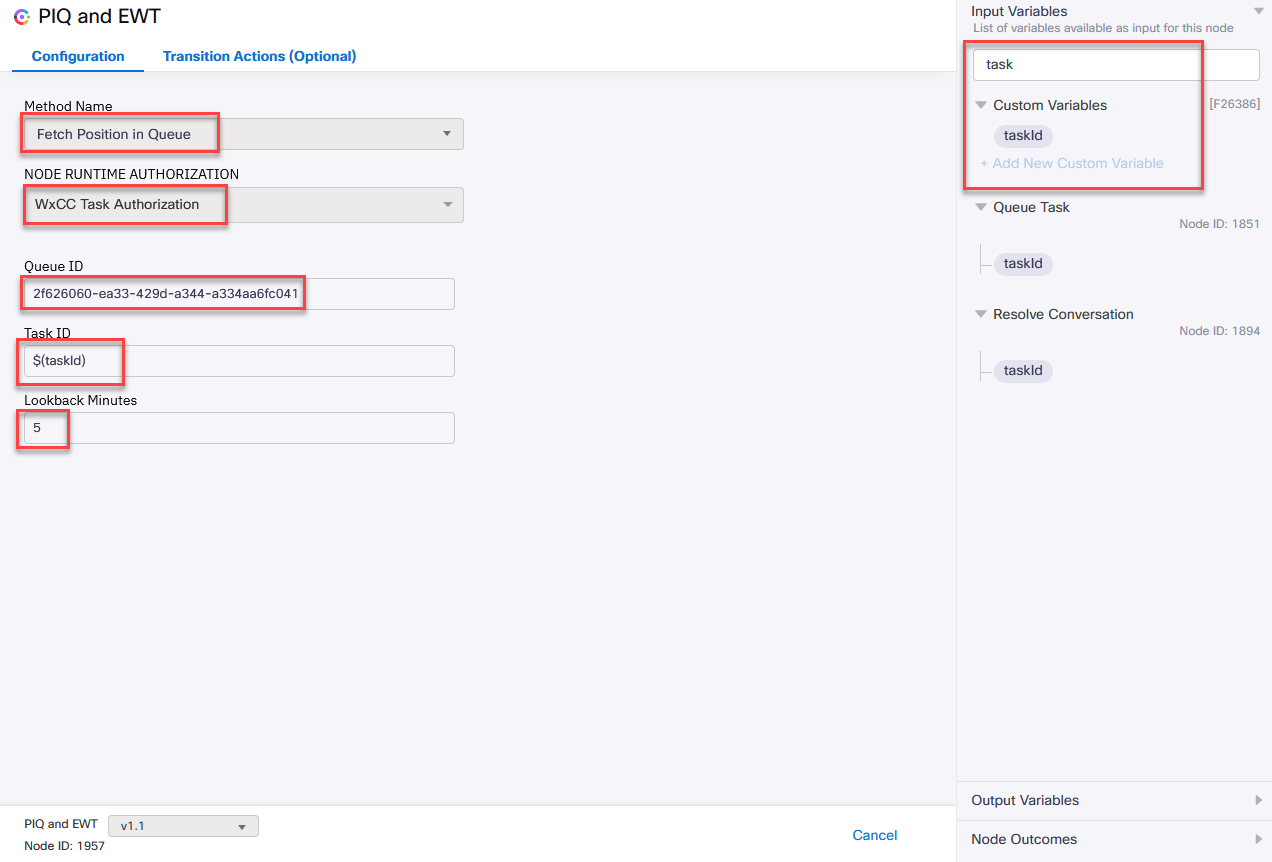 PIQ and EWT
Configuration
Transition Actions (Optional)
Method Name
Fetch Position in Queue
NODE RUNTIME AUTHORIZATION
WxCC Task Authorization
Queue ID
2f626060-ea33-429d-a344-a334aa6fc041
Task ID
$(taskId)
Lookback Minutes
5
PIQ and EWT
v1.1
Node ID: 1957
Cancel
Input Variables
List of variables available as input for this node
task
Custom Variables
[F26386]
taskId
+ Add New Custom Variable
Queue Task
Node ID: 1851
taskId
Resolve Conversation
Node ID: 1894
taskId
Output Variables
Node Outcomes